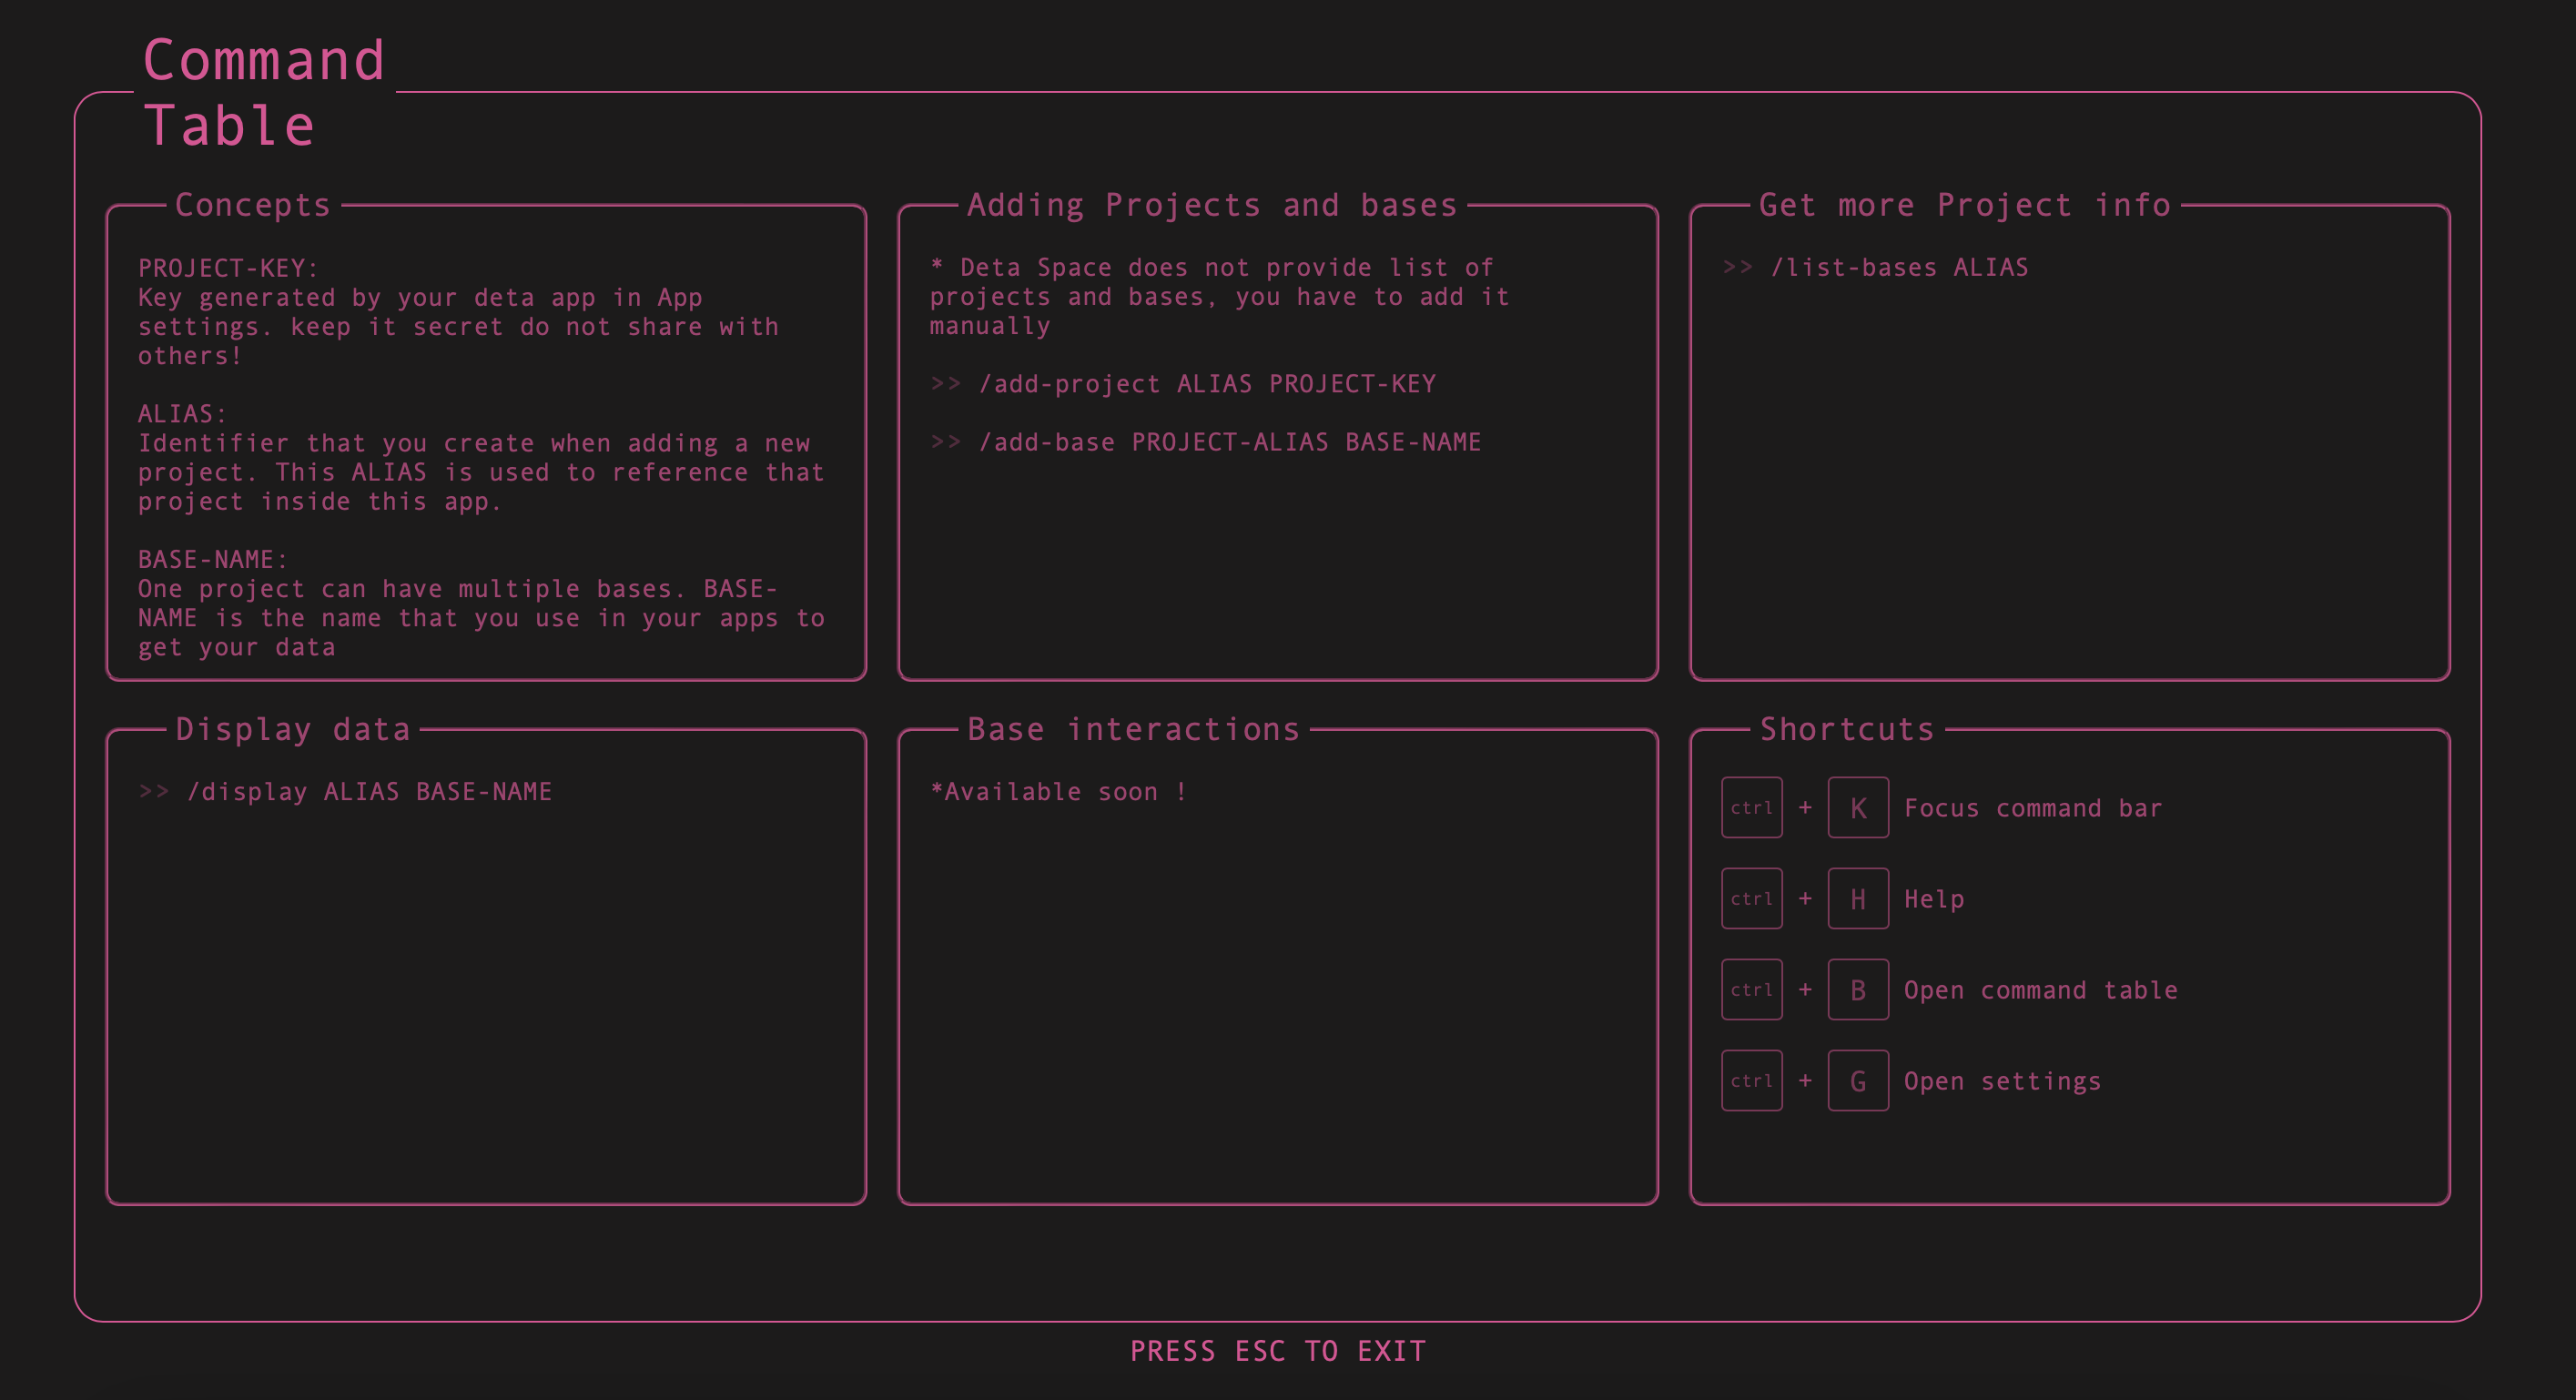 Command
Table
Concepts
PROJECT-KEY:
Key generated by your deta app in App
settings. keep it secret do not share with
others!
ALIAS:
Identifier that you create when adding a new
project. This ALIAS is used to reference that
project inside this app.
BASE-NAME:
One project can have multiple bases. BASE-
NAME is the name that you use in your apps to
get your data
Adding Projects and bases
* Deta Space does not provide list of
projects and bases, you have to add it
manually
>> /add-project ALIAS PROJECT-KEY
>> /add-base PROJECT-ALIAS BASE-NAME
Get more Project info
>> /list-bases ALIAS
Display data
>> /display ALIAS BASE-NAME
Base interactions
*Available soon !
Shortcuts
ctrl + K Focus command bar
ctrl + H Help
ctrl + B Open command table
ctrl + G Open settings
PRESS ESC TO EXIT